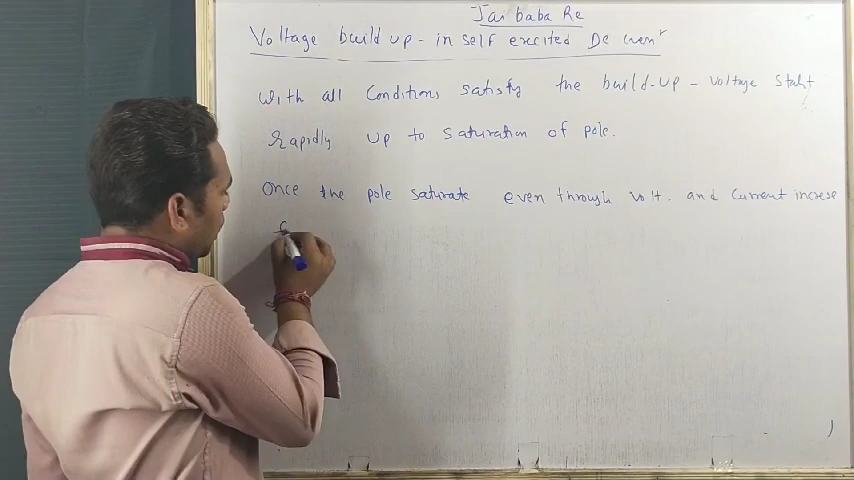 Jai baba Re
Voltage build up - in self excited Dc Genr
With all Conditions satisfy the build-up - voltage start
Rapidly up to saturation of pole.
Once the pole saturate even through volt. and Current increse